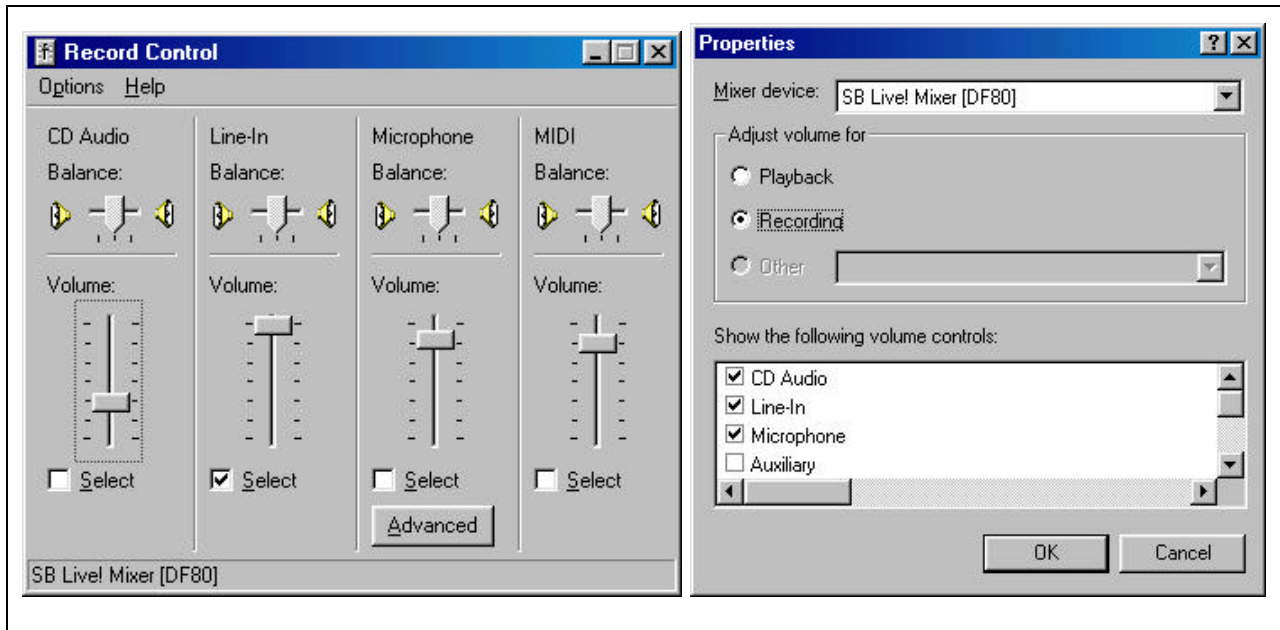 Record Control
Options Help
CD Audio
Balance:
Volume:
Select
Line-In
Balance:
Volume:
Select
Microphone
Balance:
Volume:
Select
Advanced
MIDI
Balance:
Volume:
Select
SB Live! Mixer [DF80]
Properties
Mixer device: SB Live! Mixer [DF80]
Adjust volume for
Playback
Recording
Other
Show the following volume controls:
CD Audio
Line-In
Microphone
Auxiliary
OK Cancel